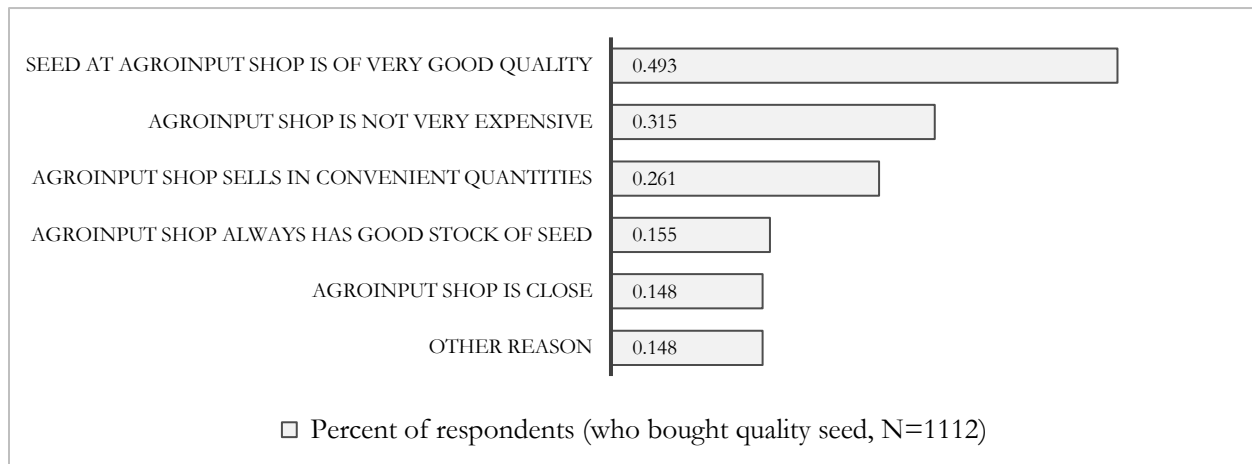 SEED AT AGROINPUT SHOP IS OF VERY GOOD QUALITY 0.493
AGROINPUT SHOP IS NOT VERY EXPENSIVE 0.315
AGROINPUT SHOP SELLS IN CONVENIENT QUANTITIES 0.261
AGROINPUT SHOP ALWAYS HAS GOOD STOCK OF SEED 0.155
AGROINPUT SHOP IS CLOSE 0.148
OTHER REASON 0.148
Percent of respondents (who bought quality seed, N=1112)